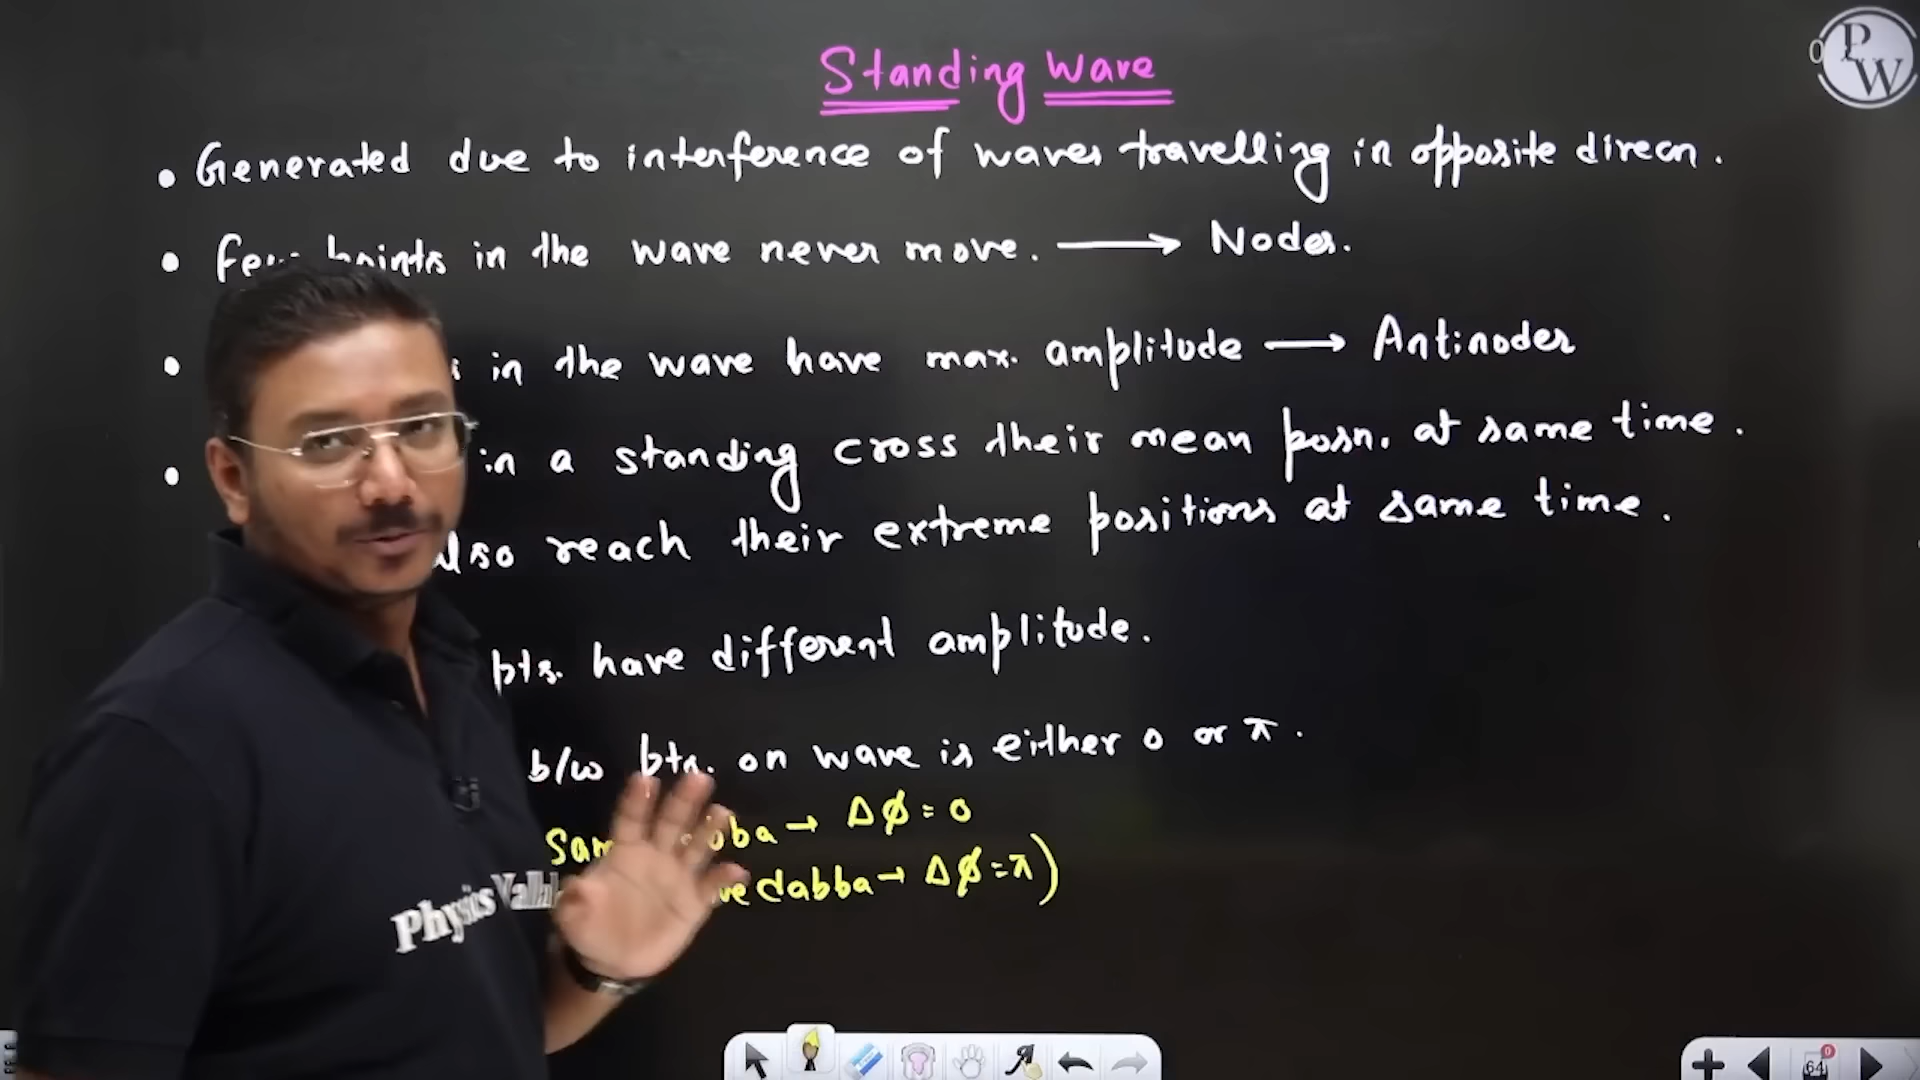 Standing Wave
PW
• Generated due to interference of waves travelling in opposite direcn.
• in the wave never move. → Nodes.
• in the wave have max. amplitude → Antinodes
• in a standing cross their mean posn. at same time.
reach their extreme positions at same time.
pts. have different amplitude.
b/w pts. on wave is either 0 or π.
→ Δφ = 0
dabba → Δφ = π)
Physics
64
0